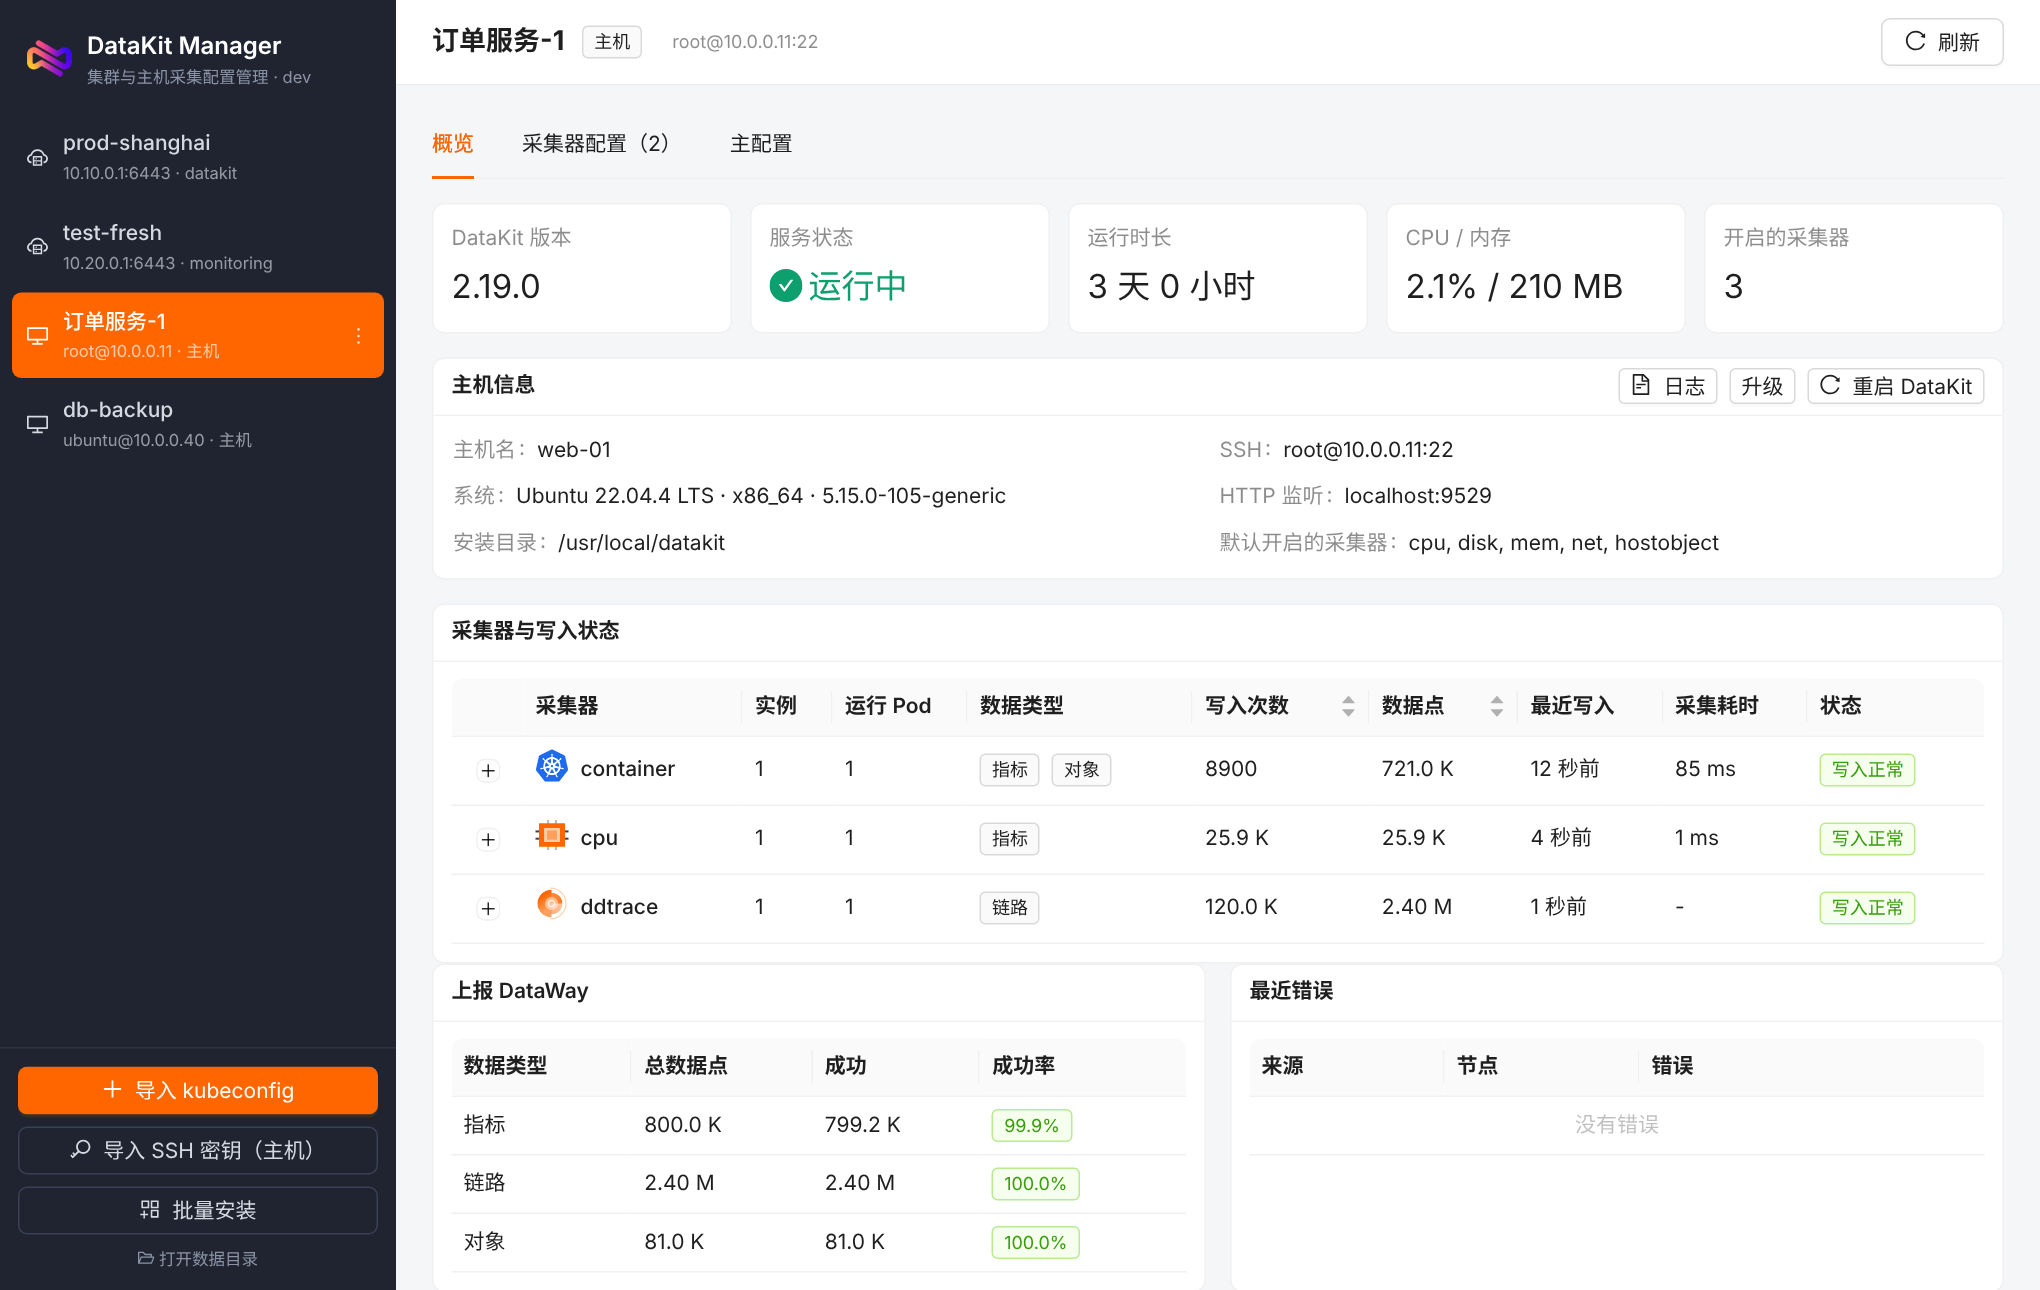 DataKit Manager
集群与主机采集配置管理 · dev
prod-shanghai
10.10.0.1:6443 · datakit
test-fresh
10.20.0.1:6443 · monitoring
订单服务-1
root@10.0.0.11 · 主机
db-backup
ubuntu@10.0.0.40 · 主机
导入 kubeconfig
导入 SSH 密钥（主机）
批量安装
打开数据目录
订单服务-1 主机 root@10.0.0.11:22 刷新
概览 采集器配置（2） 主配置
DataKit 版本
2.19.0
服务状态
运行中
运行时长
3 天 0 小时
CPU / 内存
2.1% / 210 MB
开启的采集器
3
主机信息 日志 升级 重启 DataKit
主机名： web-01 SSH： root@10.0.0.11:22
系统： Ubuntu 22.04.4 LTS · x86_64 · 5.15.0-105-generic HTTP 监听： localhost:9529
安装目录： /usr/local/datakit 默认开启的采集器： cpu, disk, mem, net, hostobject
采集器与写入状态
采集器 实例 运行 Pod 数据类型 写入次数 数据点 最近写入 采集耗时 状态
container 1 1 指标 对象 8900 721.0 K 12 秒前 85 ms 写入正常
cpu 1 1 指标 25.9 K 25.9 K 4 秒前 1 ms 写入正常
ddtrace 1 1 链路 120.0 K 2.40 M 1 秒前 - 写入正常
上报 DataWay
数据类型 总数据点 成功 成功率
指标 800.0 K 799.2 K 99.9%
链路 2.40 M 2.40 M 100.0%
对象 81.0 K 81.0 K 100.0%
最近错误
来源 节点 错误
没有错误